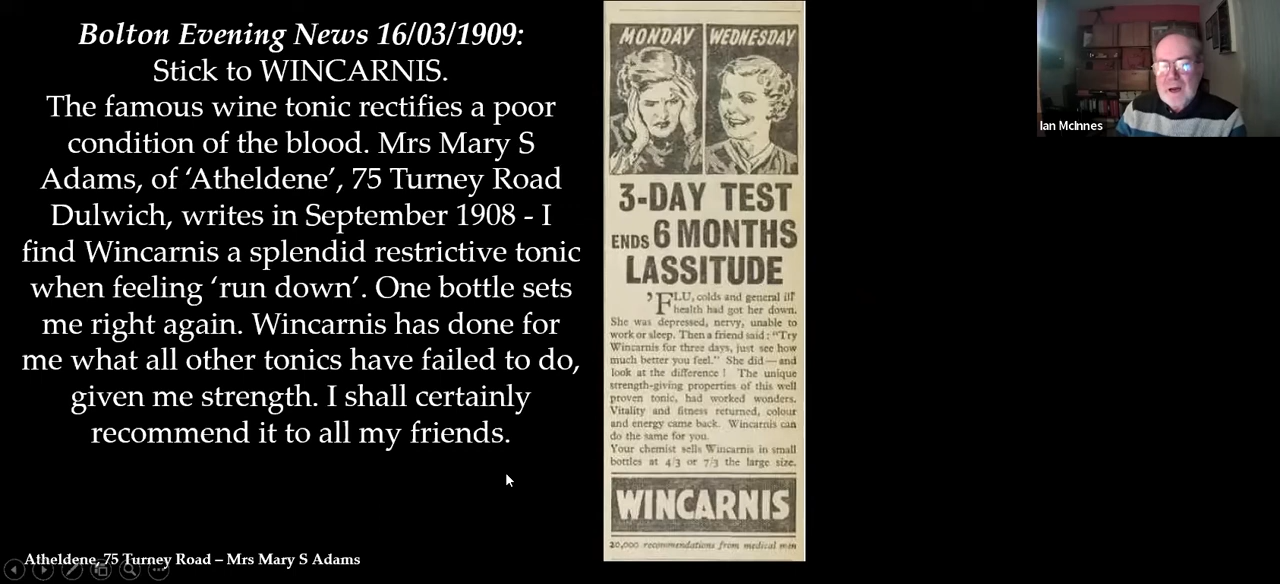 Bolton Evening News 16/03/1909:
Stick to WINCARNIS.
The famous wine tonic rectifies a poor
condition of the blood. Mrs Mary S
Adams, of ‘Atheldene’, 75 Turney Road
Dulwich, writes in September 1908 - I
find Wincarnis a splendid restrictive tonic
when feeling ‘run down’. One bottle sets
me right again. Wincarnis has done for
me what all other tonics have failed to do,
given me strength. I shall certainly
recommend it to all my friends.
Atheldene, 75 Turney Road – Mrs Mary S Adams
MONDAY WEDNESDAY
3-DAY TEST
ENDS 6 MONTHS
LASSITUDE
’FLU, colds and general ill
health had got her down.
She was depressed, nervy, unable to
work or sleep. Then a friend said: “Try
Wincarnis for three days, just see how
much better you feel.” She did—and
look at the difference! The unique
strength-giving properties of this well
proven tonic, had worked wonders.
Vitality and fitness returned, colour
and energy came back. Wincarnis can
do the same for you.
Your chemist sells Wincarnis in small
bottles at 4/3 or 7/3 the large size.
WINCARNIS
20,000 recommendations from medical men
Ian McInnes